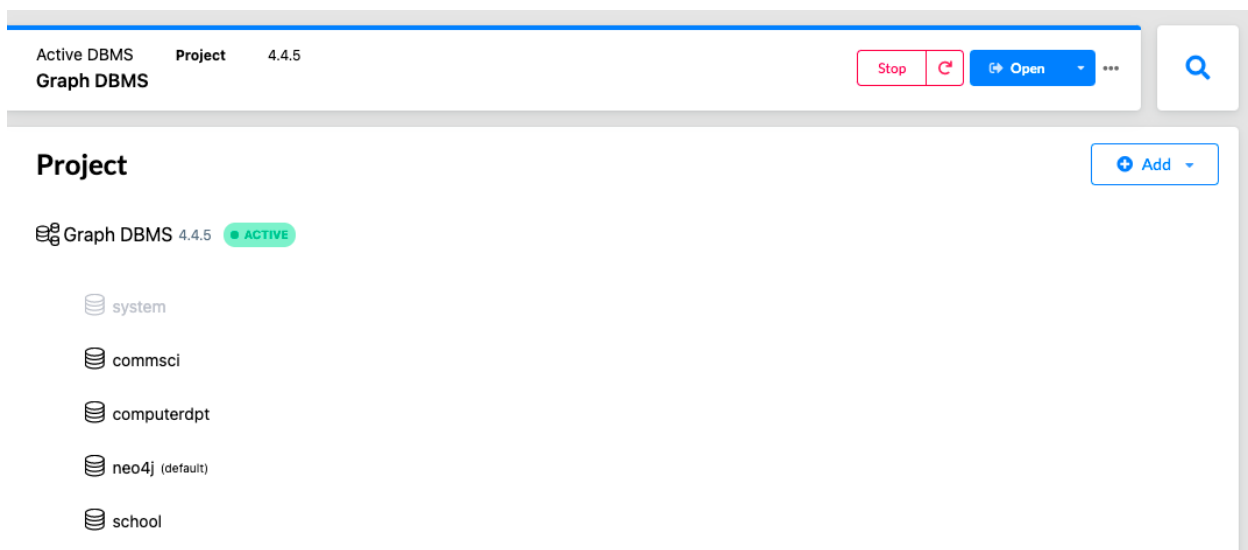 Active DBMS Project 4.4.5
Graph DBMS
Stop Open
Project
Add
Graph DBMS 4.4.5 ACTIVE
system
commsci
computerdpt
neo4j (default)
school